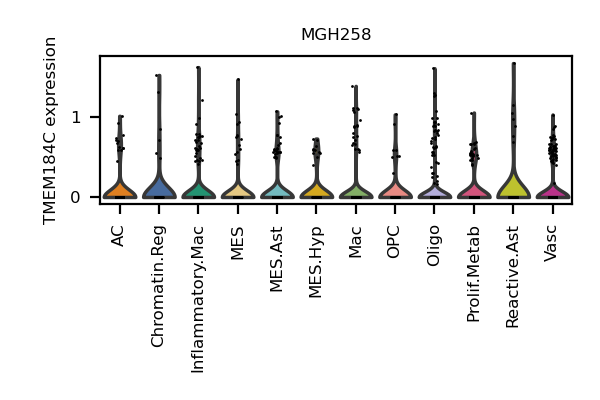 MGH258
TMEM184C expression
1
0
AC
Chromatin.Reg
Inflammatory.Mac
MES
MES.Ast
MES.Hyp
Mac
OPC
Oligo
Prolif.Metab
Reactive.Ast
Vasc